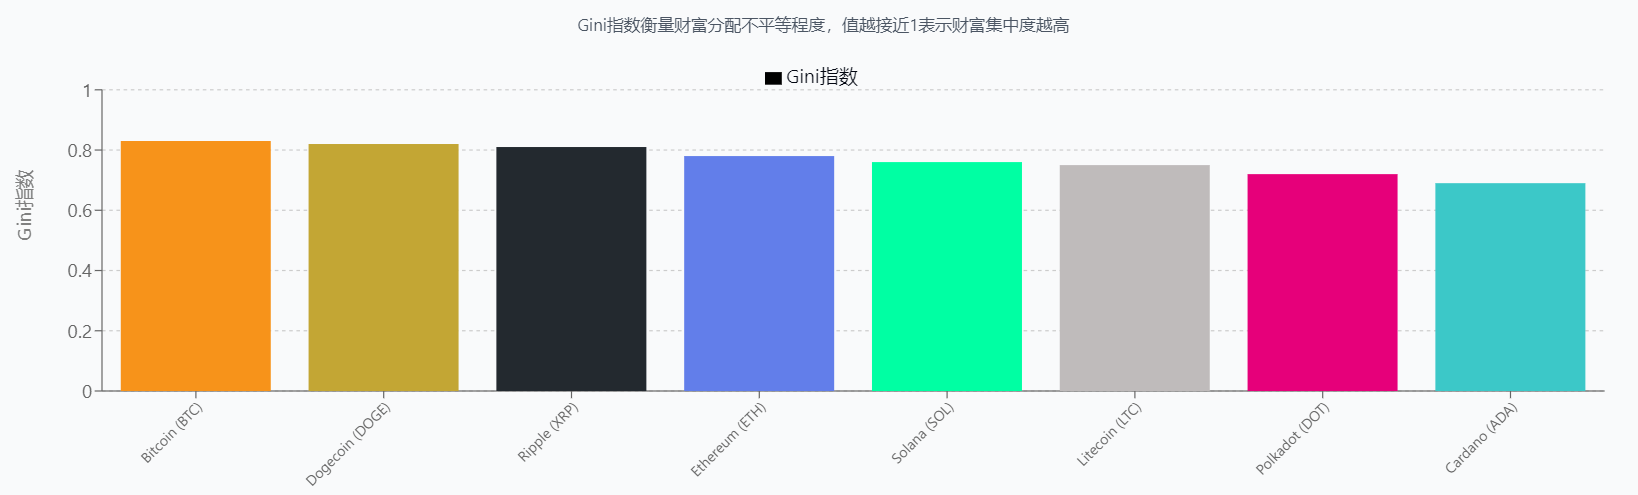 Gini指数衡量财富分配不平等程度，值越接近1表示财富集中度越高
Gini指数
Gini指数
1
0.8
0.6
0.4
0.2
0
Bitcoin (BTC)
Dogecoin (DOGE)
Ripple (XRP)
Ethereum (ETH)
Solana (SOL)
Litecoin (LTC)
Polkadot (DOT)
Cardano (ADA)